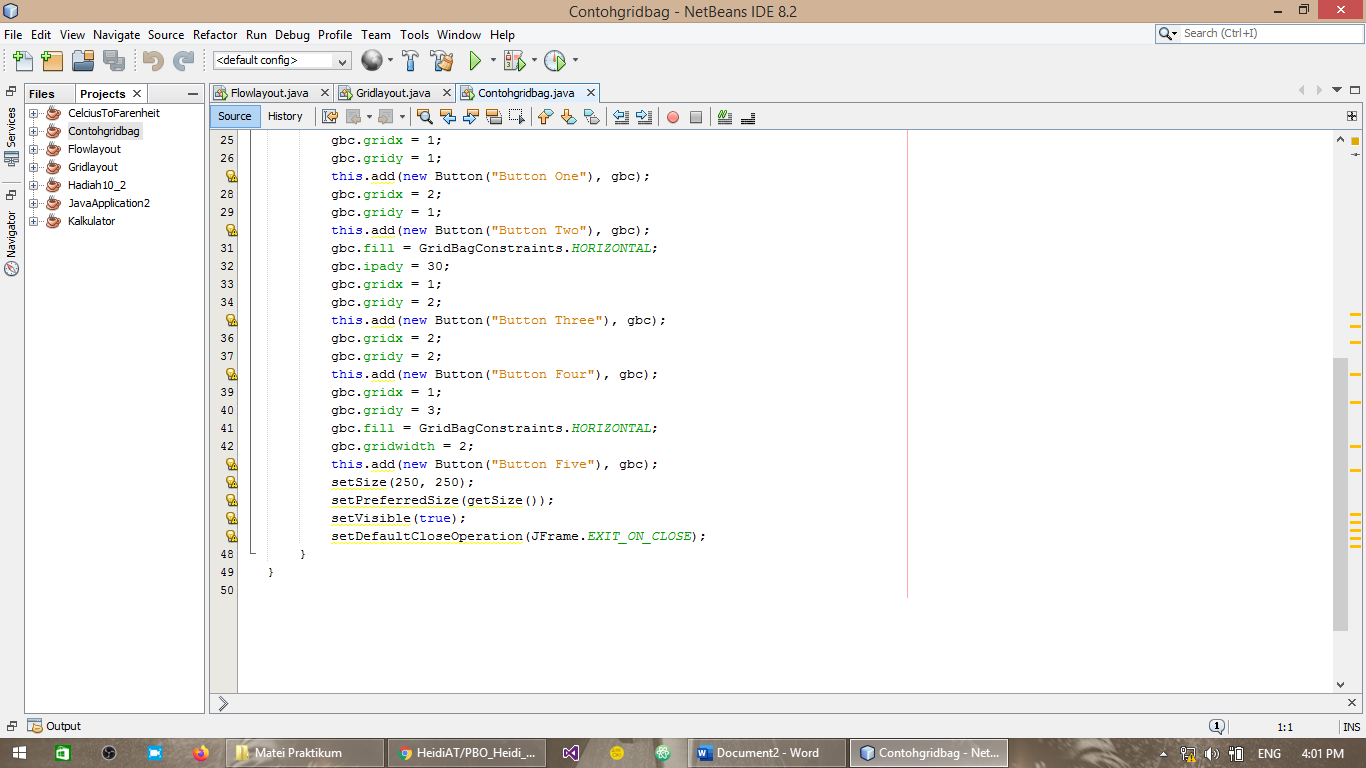 Contohgridbag - NetBeans IDE 8.2
File Edit View Navigate Source Refactor Run Debug Profile Team Tools Window Help
Search (Ctrl+I)
<default config>
Files
Projects
Services
Navigator
CelciusToFarenheit
Contohgridbag
Flowlayout
Gridlayout
Hadiah10_2
JavaApplication2
Kalkulator
Flowlayout.java
Gridlayout.java
Contohgridbag.java
Source
History
25 gbc.gridx = 1;
26 gbc.gridy = 1;
this.add(new Button("Button One"), gbc);
28 gbc.gridx = 2;
29 gbc.gridy = 1;
this.add(new Button("Button Two"), gbc);
31 gbc.fill = GridBagConstraints.HORIZONTAL;
32 gbc.ipady = 30;
33 gbc.gridx = 1;
34 gbc.gridy = 2;
this.add(new Button("Button Three"), gbc);
36 gbc.gridx = 2;
37 gbc.gridy = 2;
this.add(new Button("Button Four"), gbc);
39 gbc.gridx = 1;
40 gbc.gridy = 3;
41 gbc.fill = GridBagConstraints.HORIZONTAL;
42 gbc.gridwidth = 2;
this.add(new Button("Button Five"), gbc);
setSize(250, 250);
setPreferredSize(getSize());
setVisible(true);
setDefaultCloseOperation(JFrame.EXIT_ON_CLOSE);
48 }
49 }
50
Output
1
1:1
INS
Matei Praktikum
HeidiAT/PBO_Heidi_...
Document2 - Word
Contohgridbag - Net...
ENG
4:01 PM